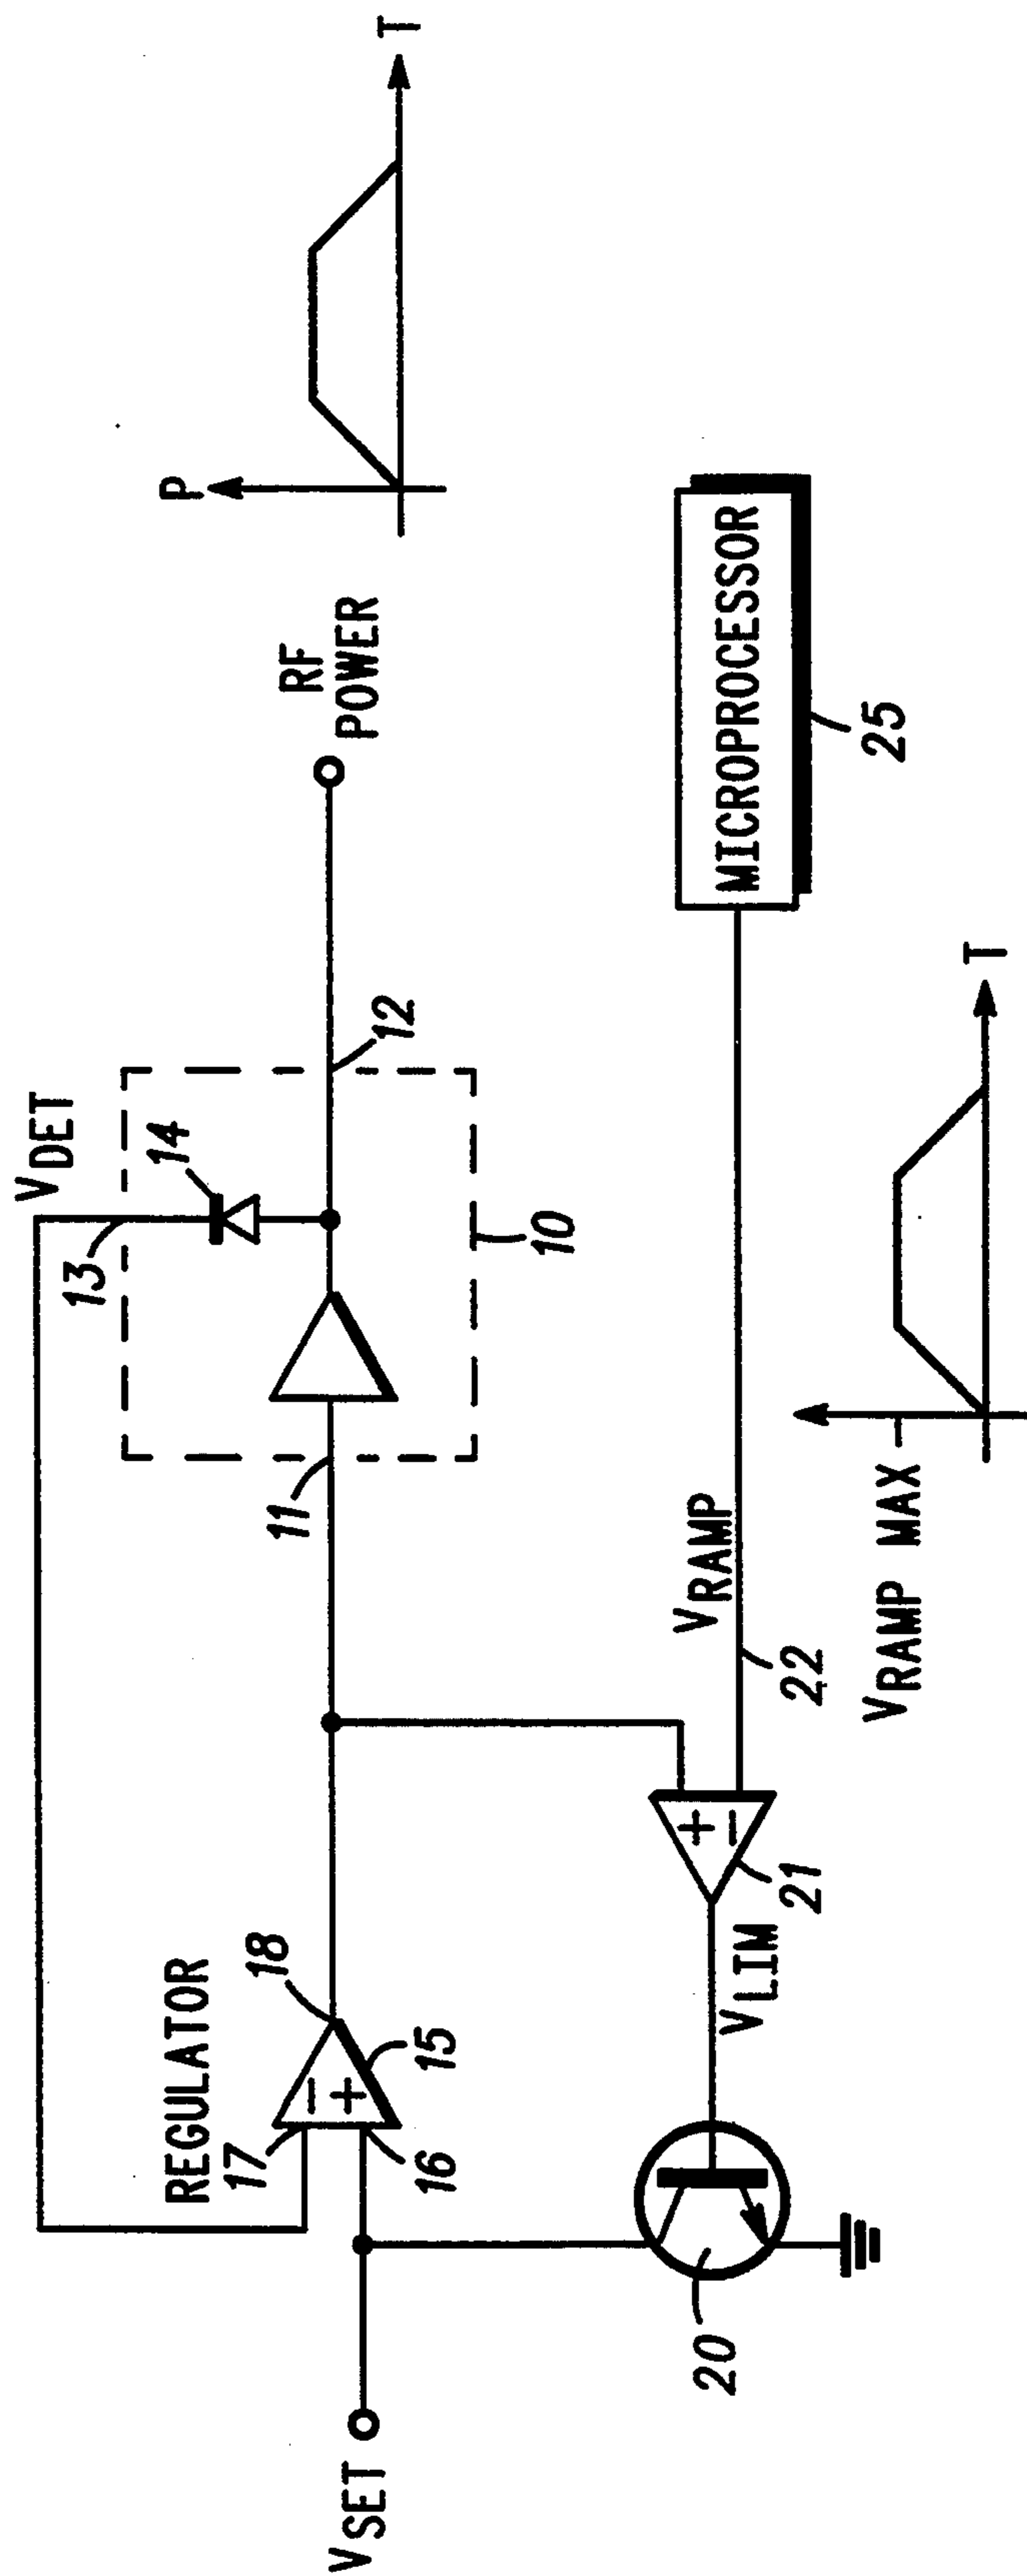 V DET
13
14
P
T
REGULATOR
17
18
11
12
RF
POWER
−
+
10
VSET
16
15
VRAMP
MICROPROCESSOR
+
−
20
VLIM
21
22
25
VRAMP MAX
T